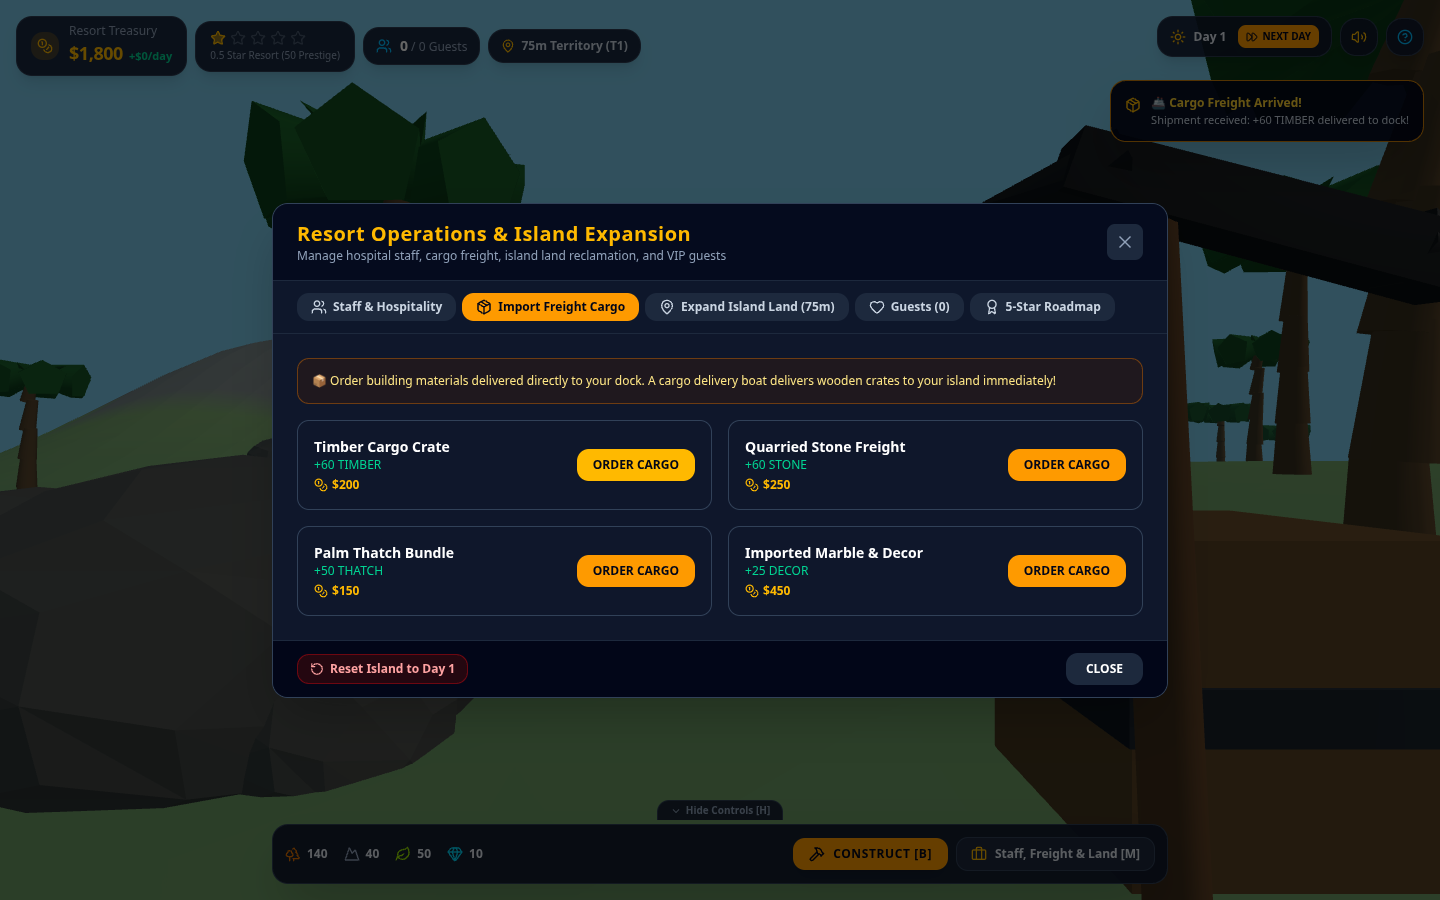 Resort Treasury
$1,800 +$0/day
0.5 Star Resort (50 Prestige)
0 / 0 Guests
75m Territory (T1)
Day 1
NEXT DAY
Cargo Freight Arrived!
Shipment received: +60 TIMBER delivered to dock!
Resort Operations & Island Expansion
Manage hospital staff, cargo freight, island land reclamation, and VIP guests
Staff & Hospitality
Import Freight Cargo
Expand Island Land (75m)
Guests (0)
5-Star Roadmap
Order building materials delivered directly to your dock. A cargo delivery boat delivers wooden crates to your island immediately!
Timber Cargo Crate
+60 TIMBER
$200
ORDER CARGO
Quarried Stone Freight
+60 STONE
$250
ORDER CARGO
Palm Thatch Bundle
+50 THATCH
$150
ORDER CARGO
Imported Marble & Decor
+25 DECOR
$450
ORDER CARGO
Reset Island to Day 1
CLOSE
Hide Controls [H]
140
40
50
10
CONSTRUCT [B]
Staff, Freight & Land [M]